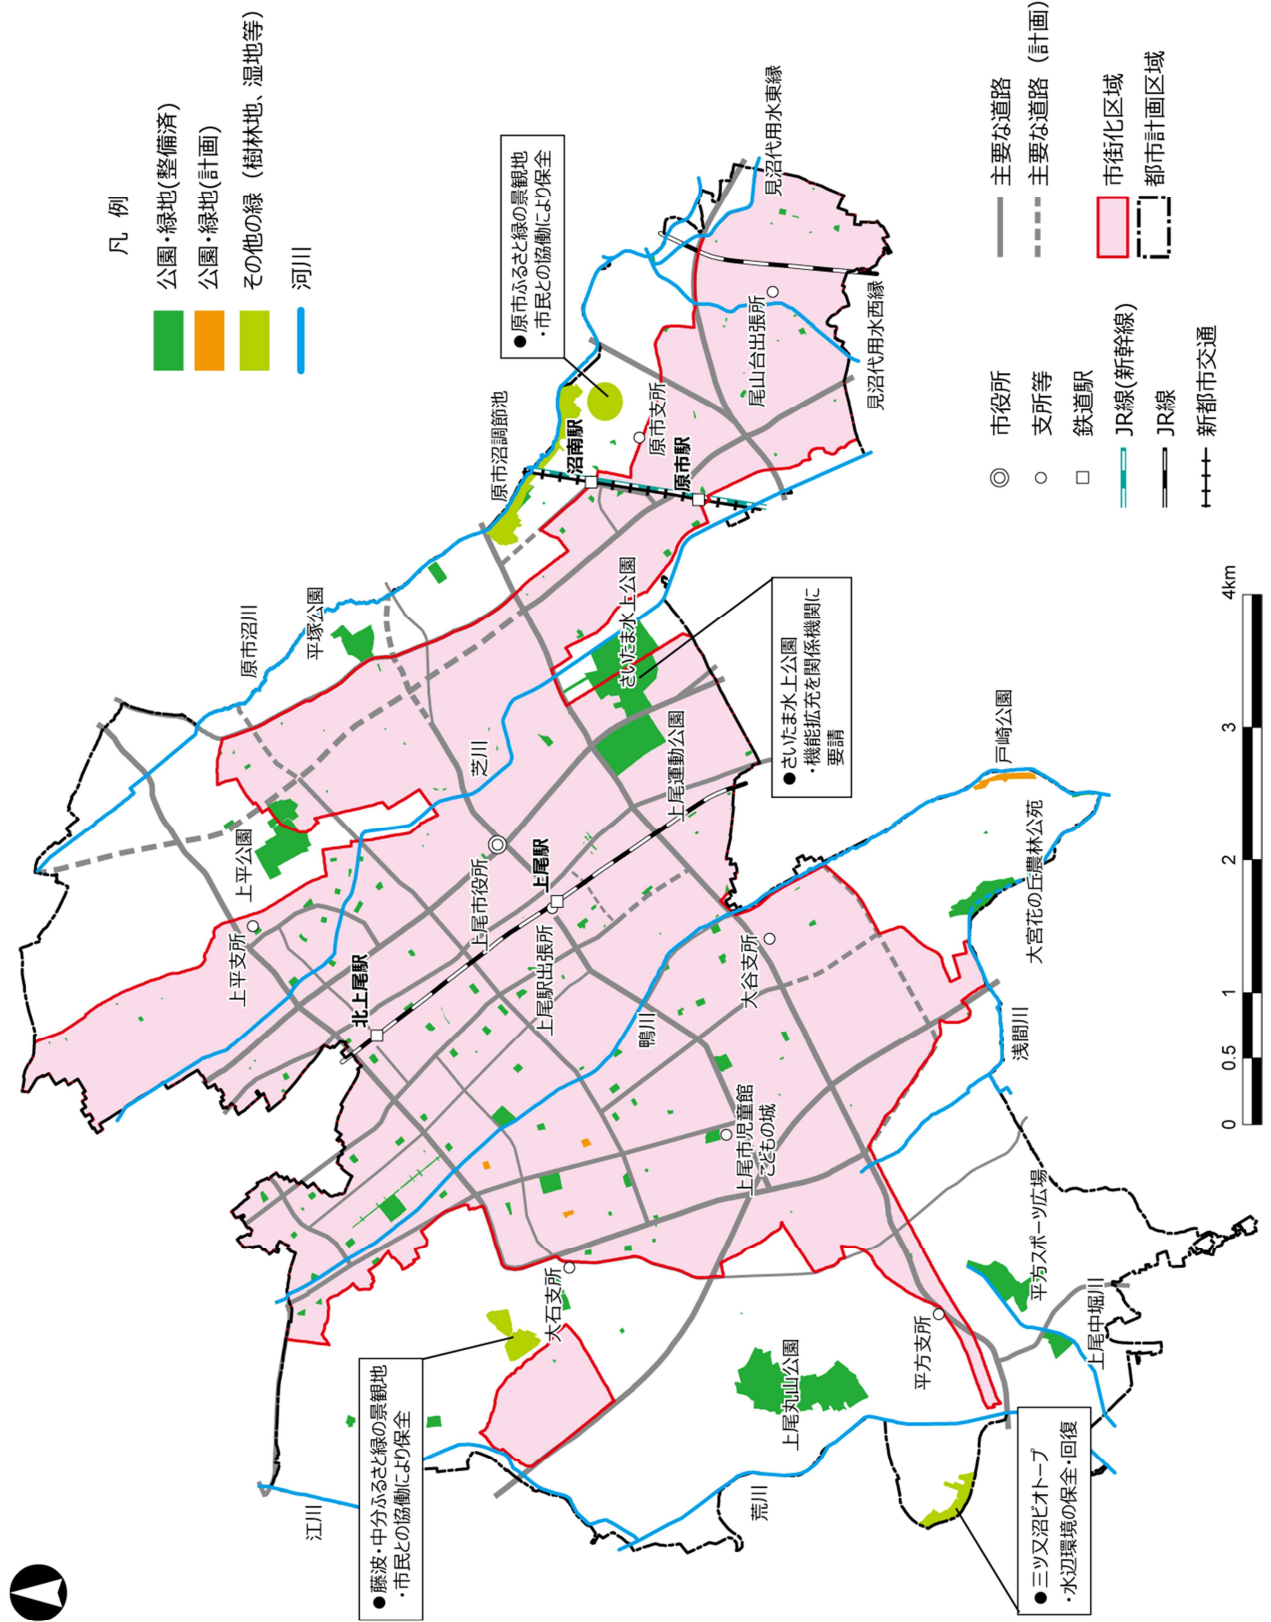 凡 例
公園・緑地(整備済)
公園・緑地(計画)
その他の緑（樹林地、湿地等）
河川
●原市ふるさと緑の景観地
・市民との協働により保全
見沼代用水東縁
尾山台出張所
見沼代用水西縁
原市沼調節池
沼南駅
原市支所
原市駅
原市沼川
平塚公園
さいたま水上公園
●さいたま水上公園
・機能拡充を関係機関に
要請
芝川
上尾運動公園
戸崎公園
上平公園
上尾市役所
上尾駅
大宮花の丘農林公苑
上平支所
北上尾駅
上尾駅出張所
大谷支所
鴨川
浅間川
上尾市児童館
こどもの城
大石支所
平方スポーツ広場
上尾中堀川
平方支所
上尾丸山公園
●藤波・中分ふるさと緑の景観地
・市民との協働により保全
江川
荒川
●三ツ又沼ビオトープ
・水辺環境の保全・回復
主要な道路
主要な道路（計画）
市街化区域
都市計画区域
市役所
支所等
鉄道駅
JR線(新幹線)
JR線
新都市交通
0 0.5 1 2 3 4km